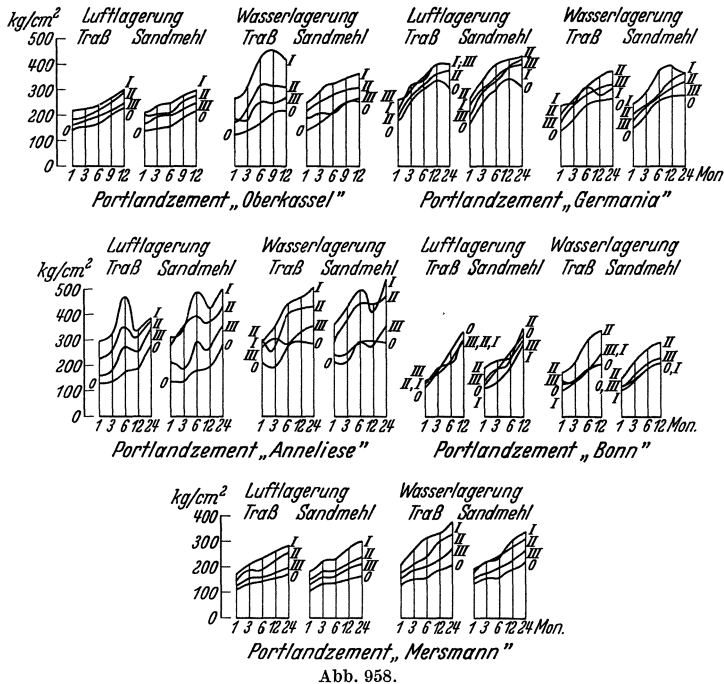 kg/cm²
Luftlagerung Wasserlagerung Luftlagerung Wasserlagerung
Traß Sandmehl Traß Sandmehl Traß Sandmehl Traß Sandmehl
500
400
300
200
100
0
1 3 6 9 12 1 3 6 9 12 1 3 6 9 12 1 3 6 9 12 1 3 6 12 24 1 3 6 12 24 1 3 6 12 24 1 3 6 12 24 Mon
Portlandzement „Oberkassel" Portlandzement „Germania"
kg/cm²
Luftlagerung Wasserlagerung Luftlagerung Wasserlagerung
Traß Sandmehl Traß Sandmehl Traß Sandmehl Traß Sandmehl
500
400
300
200
100
0
1 3 6 12 24 1 3 6 12 24 1 3 6 12 24 1 3 6 12 24 1 3 6 12 1 3 6 12 1 3 6 12 1 3 6 12 Mon.
Portlandzement „Anneliese" Portlandzement „Bonn"
kg/cm²
Luftlagerung Wasserlagerung
Traß Sandmehl Traß Sandmehl
400
300
200
100
0
I
II
III
0
1 3 6 12 24 1 3 6 12 24 1 3 6 12 24 1 3 6 12 24 Mon.
Portlandzement „Mersmann"
Abb. 958.